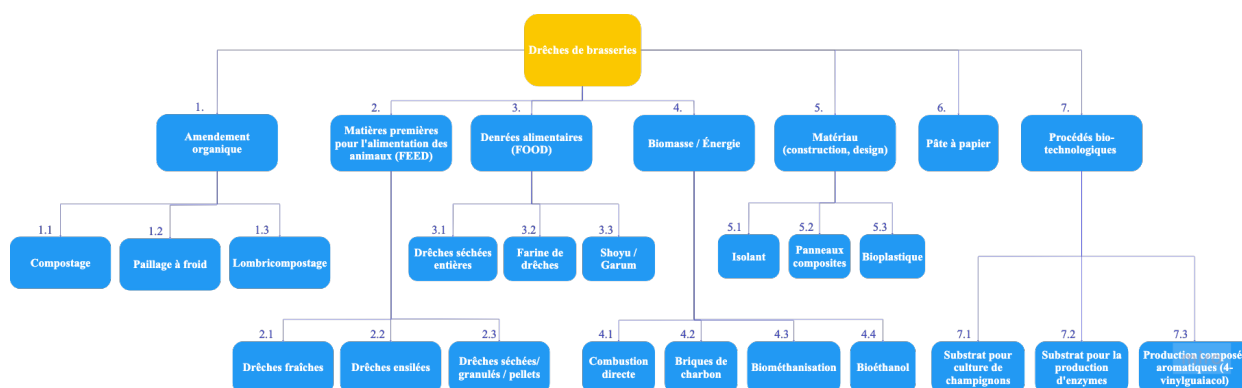 Drêches de brasseries
1.
2.
3.
4.
5.
6.
7.
Amendement
organique
Matières premières
pour l'alimentation des
animaux (FEED)
Denrées alimentaires
(FOOD)
Biomasse / Énergie
Matériau
(construction, design)
Pâte à papier
Procédés bio-
technologiques
1.1
1.2
1.3
Compostage
Paillage à froid
Lombricompostage
3.1
3.2
3.3
Drêches séchées
entières
Farine de
drêches
Shoyu /
Garum
5.1
5.2
5.3
Isolant
Panneaux
composites
Bioplastique
2.1
2.2
2.3
Drêches fraîches
Drêches ensilées
Drêches séchées/
granulés / pellets
4.1
4.2
4.3
4.4
Combustion
directe
Briques de
charbon
Biométhanisation
Bioéthanol
7.1
7.2
7.3
Substrat pour
culture de
champignons
Substrat pour la
production
d'enzymes
Production composé
aromatiques (4-
vinylguaiacol)